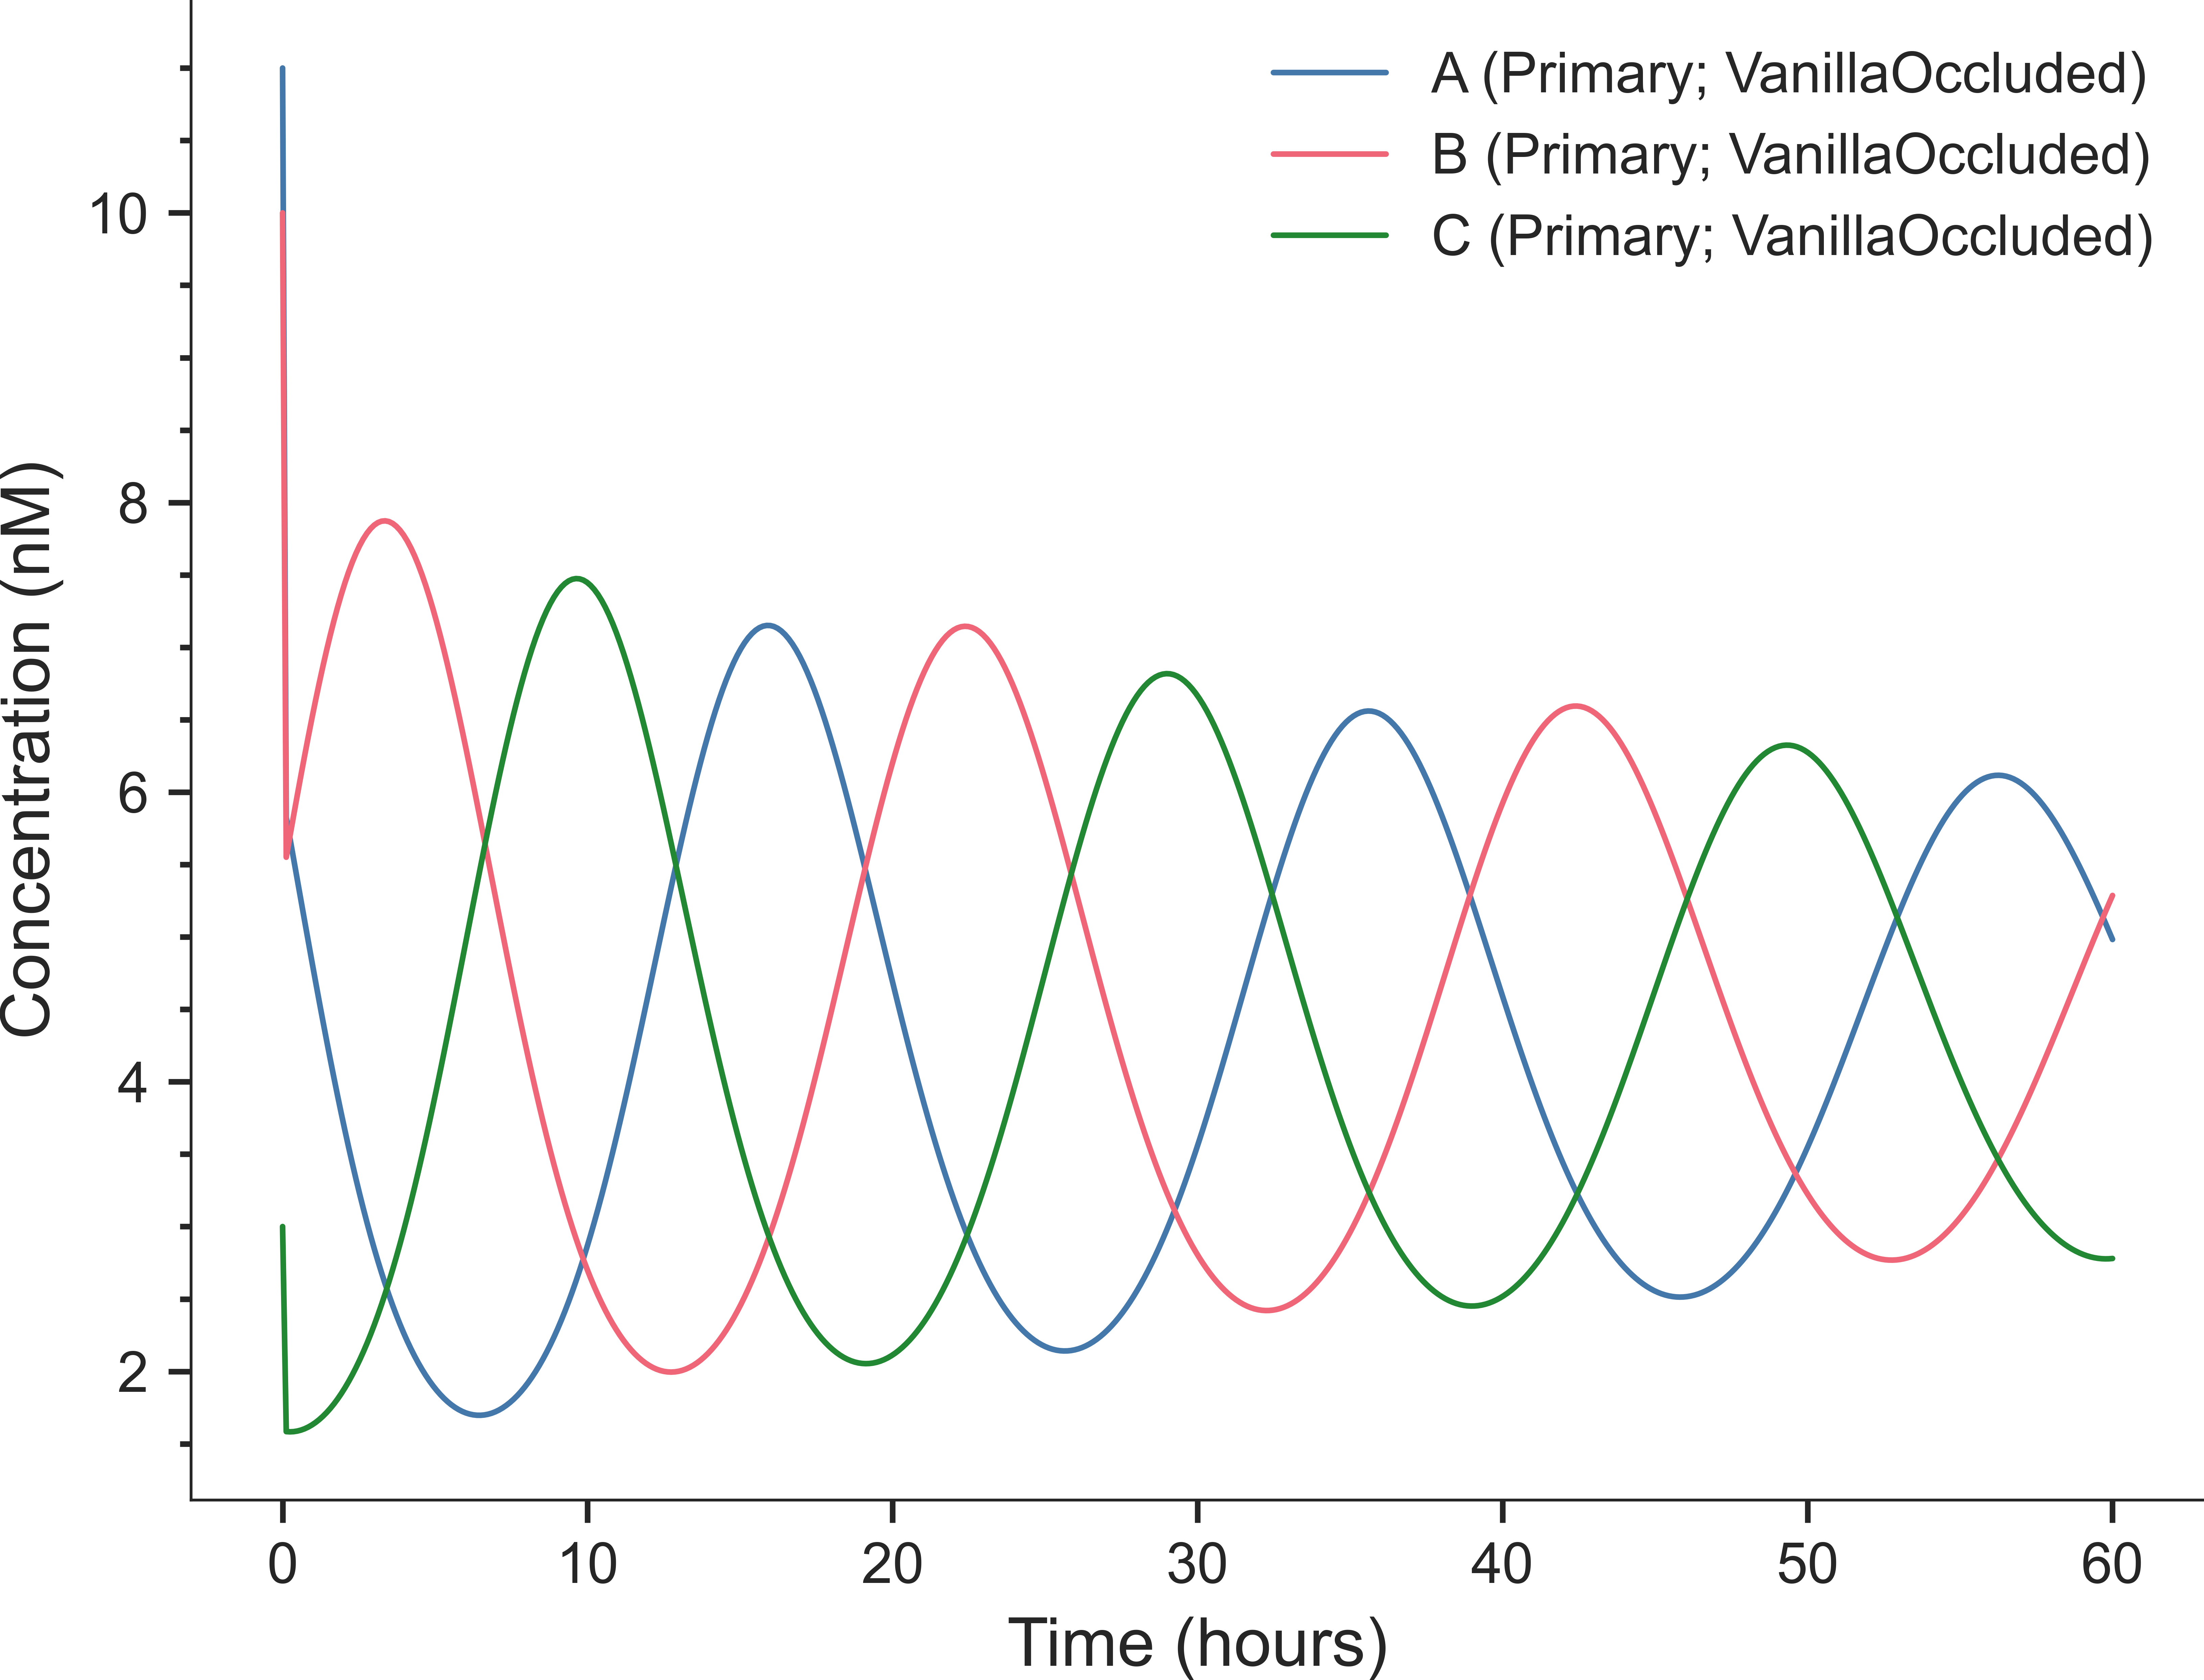 A (Primary; VanillaOccluded)
B (Primary; VanillaOccluded)
C (Primary; VanillaOccluded)
Concentration (nM)
10
8
6
4
2
0 10 20 30 40 50 60
Time (hours)